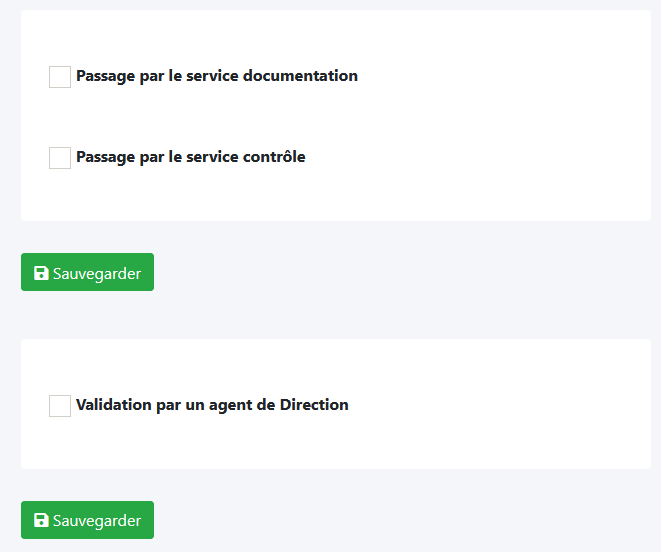 Passage par le service documentation
Passage par le service contrôle
Sauvegarder
Validation par un agent de Direction
Sauvegarder